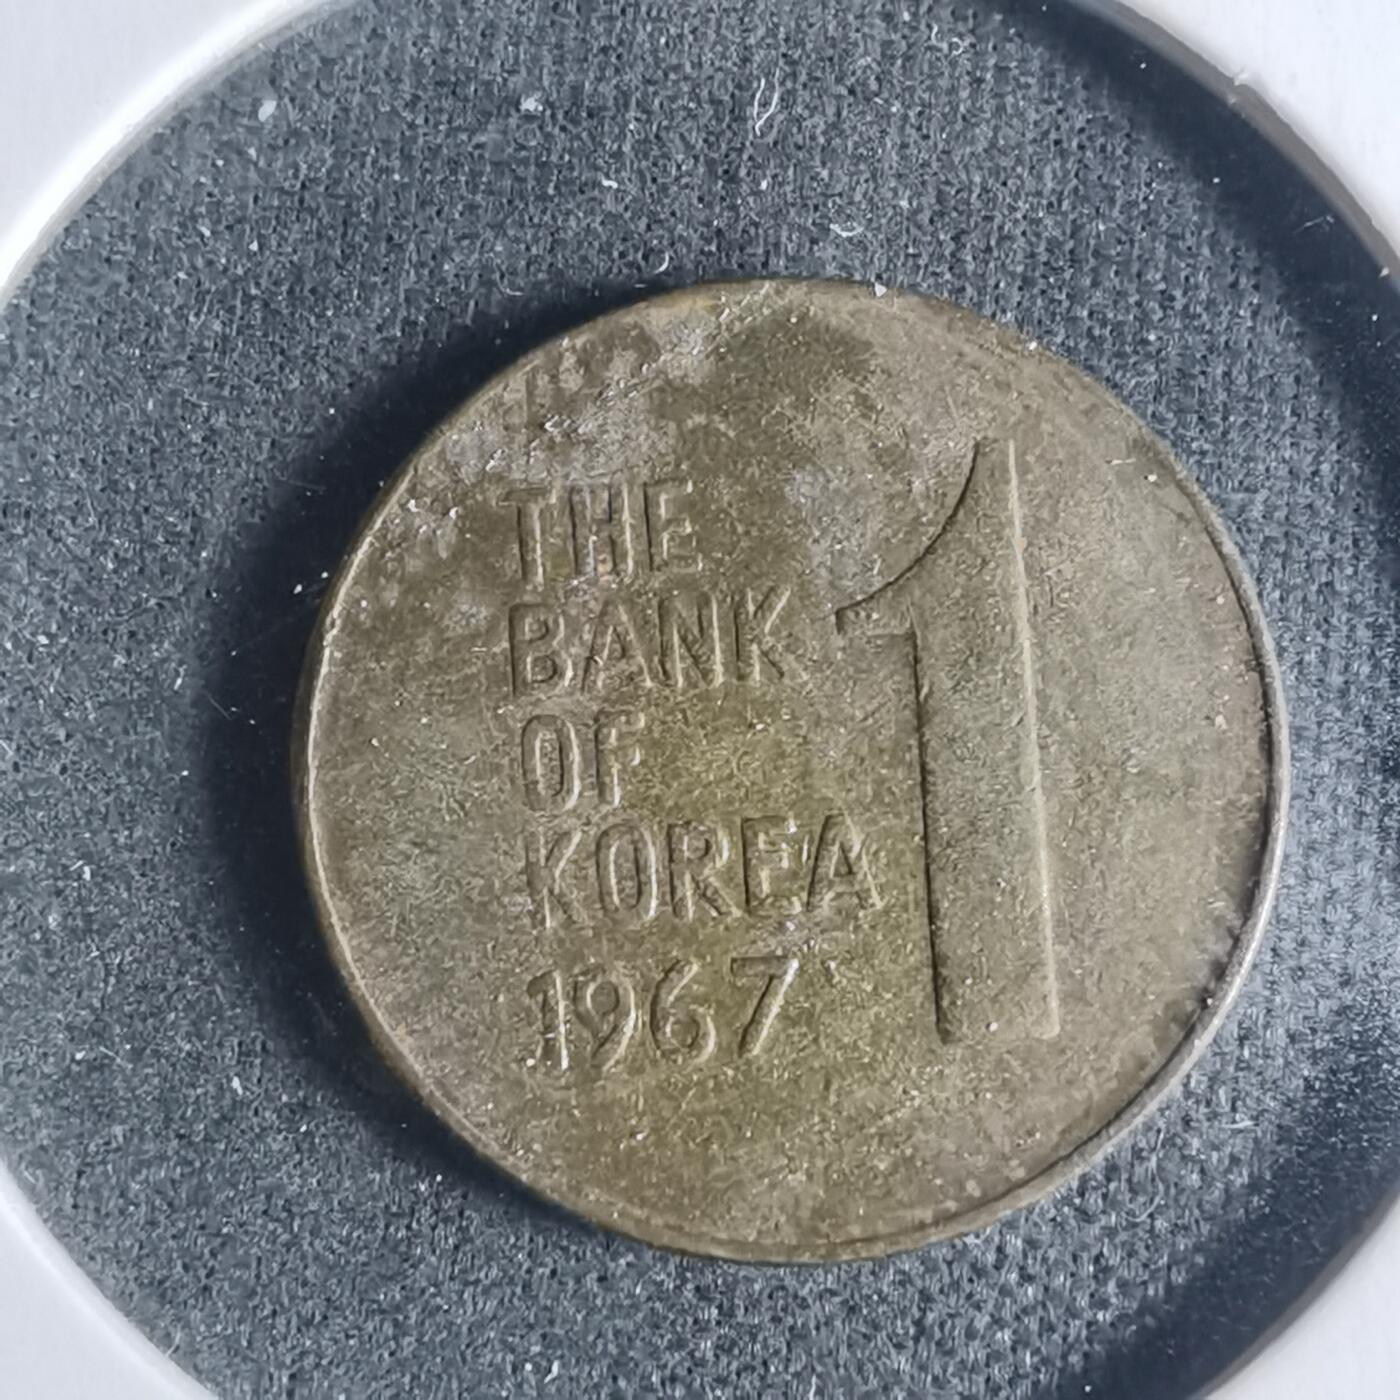 THE
BANK
OF
KOREA
1967
1